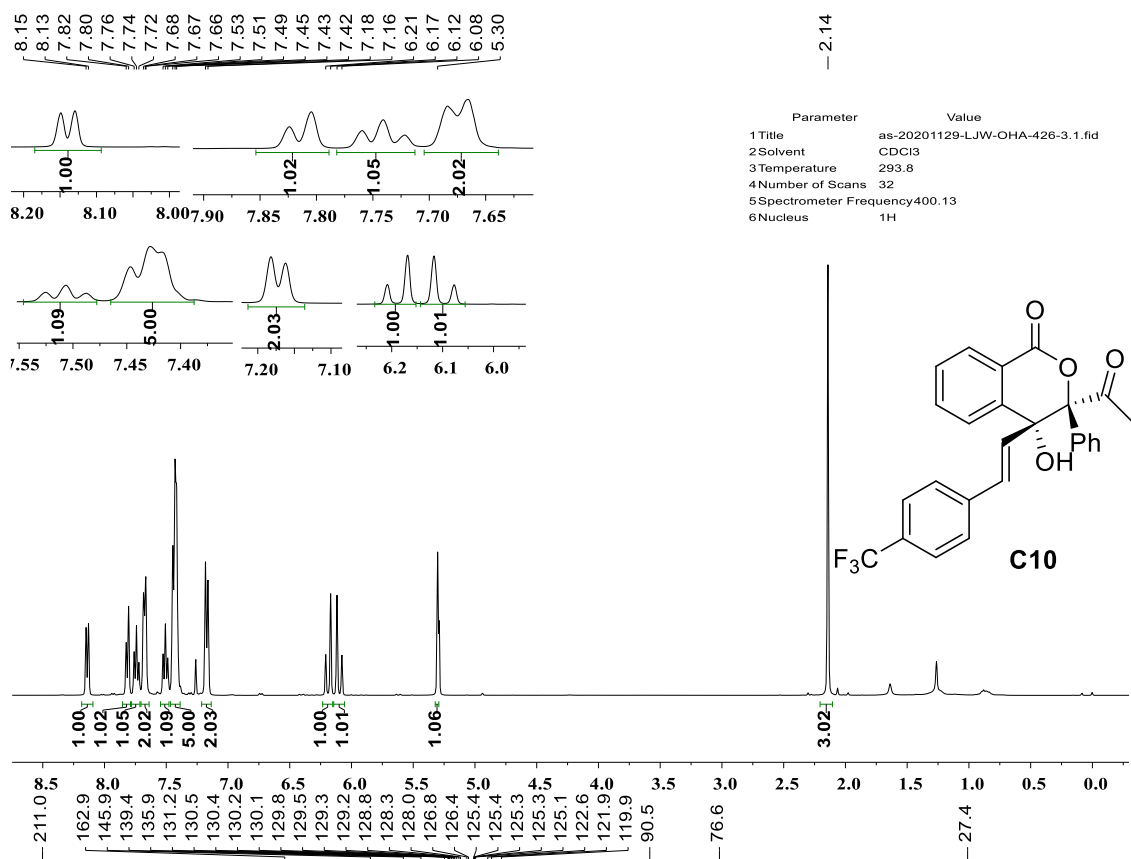 8.15 8.13 7.82 7.80 7.76 7.74 7.72 7.68 7.67 7.66 7.53 7.51 7.49 7.45 7.43 7.42 7.18 7.16 6.21 6.17 6.12 6.08 5.30
2.14
Parameter Value
1 Title as-20201129-LJW-OHA-426-3.1.fid
2 Solvent CDCl3
3 Temperature 293.8
4 Number of Scans 32
5 Spectrometer Frequency 400.13
6 Nucleus 1H
1.00 1.02 1.05 2.02
8.20 8.10 8.00 7.90 7.85 7.80 7.75 7.70 7.65
1.09 5.00 2.03 1.00 1.01
7.55 7.50 7.45 7.40 7.20 7.10 6.2 6.1 6.0
O
O
O
Ph
OH
F3C
C10
1.00 1.02 1.05 2.02 1.09 5.00 2.03 1.00 1.01 1.06 3.02
8.5 8.0 7.5 7.0 6.5 6.0 5.5 5.0 4.5 4.0 3.5 3.0 2.5 2.0 1.5 1.0 0.5 0.0
211.0 162.9 145.9 139.4 135.9 131.2 130.5 130.4 130.2 130.1 129.8 129.5 129.3 129.2 128.8 128.3 128.0 126.8 126.4 125.4 125.4 125.3 125.3 125.1 122.6 121.9 119.9 90.5 76.6 27.4